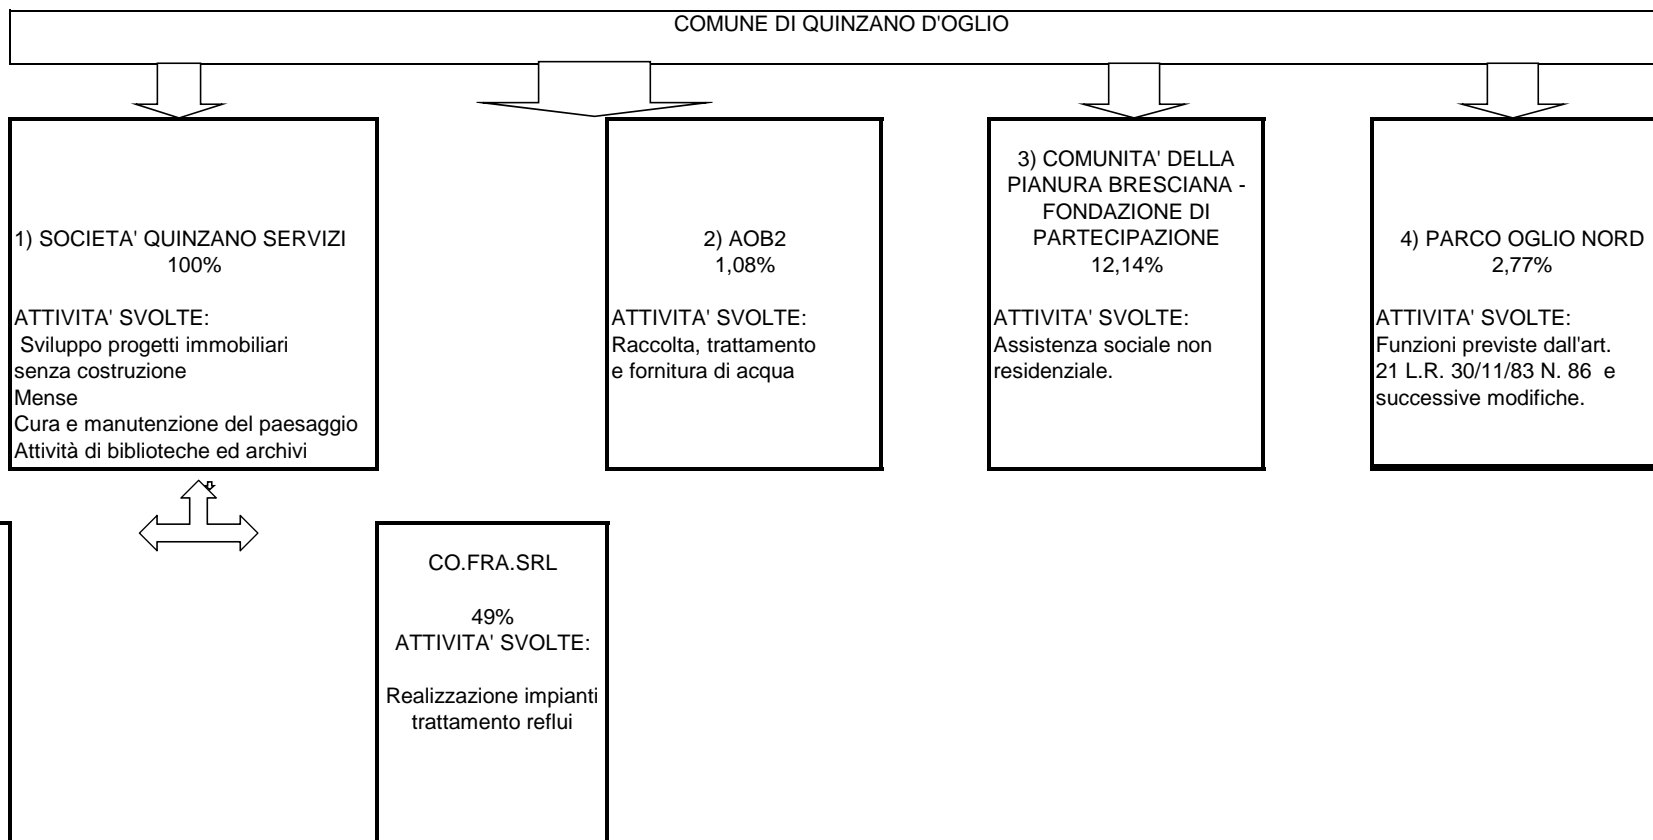 COMUNE DI QUINZANO D'OGLIO
1) SOCIETA' QUINZANO SERVIZI
100%
ATTIVITA' SVOLTE:
Sviluppo progetti immobiliari
senza costruzione
Mense
Cura e manutenzione del paesaggio
Attività di biblioteche ed archivi
2) AOB2
1,08%
ATTIVITA' SVOLTE:
Raccolta, trattamento
e fornitura di acqua
3) COMUNITA' DELLA
PIANURA BRESCIANA -
FONDAZIONE DI
PARTECIPAZIONE
12,14%
ATTIVITA' SVOLTE:
Assistenza sociale non
residenziale.
4) PARCO OGLIO NORD
2,77%
ATTIVITA' SVOLTE:
Funzioni previste dall'art.
21 L.R. 30/11/83 N. 86 e
successive modifiche.
CO.FRA.SRL
49%
ATTIVITA' SVOLTE:
Realizzazione impianti
trattamento reflui